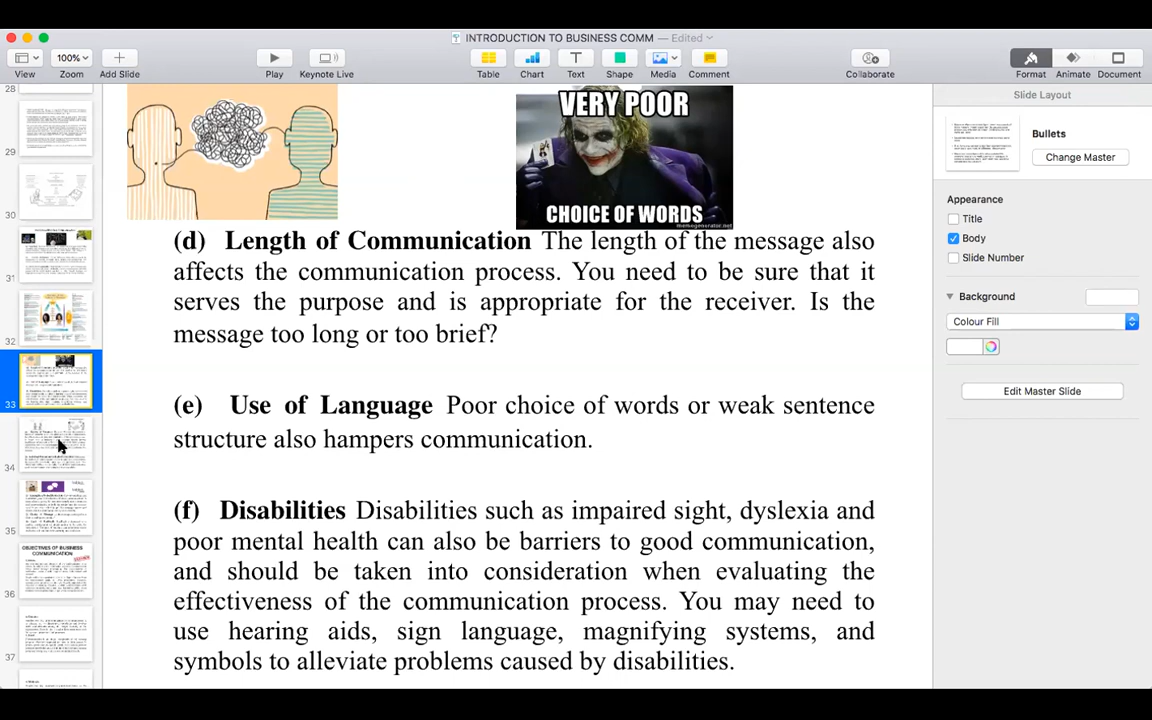 INTRODUCTION TO BUSINESS COMM — Edited
100%
View Zoom Add Slide Play Keynote Live Table Chart Text Shape Media Comment Collaborate Format Animate Document
28
29
30
31
32
33
34
35
OBJECTIVES OF BUSINESS
COMMUNICATION
36
37
VERY POOR
CHOICE OF WORDS
memegenerator.net
(d) Length of Communication The length of the message also
affects the communication process. You need to be sure that it
serves the purpose and is appropriate for the receiver. Is the
message too long or too brief?
(e) Use of Language Poor choice of words or weak sentence
structure also hampers communication.
(f) Disabilities Disabilities such as impaired sight, dyslexia and
poor mental health can also be barriers to good communication,
and should be taken into consideration when evaluating the
effectiveness of the communication process. You may need to
use hearing aids, sign language, magnifying systems, and
symbols to alleviate problems caused by disabilities.
Slide Layout
Bullets
Change Master
Appearance
Title
Body
Slide Number
Background
Colour Fill
Edit Master Slide